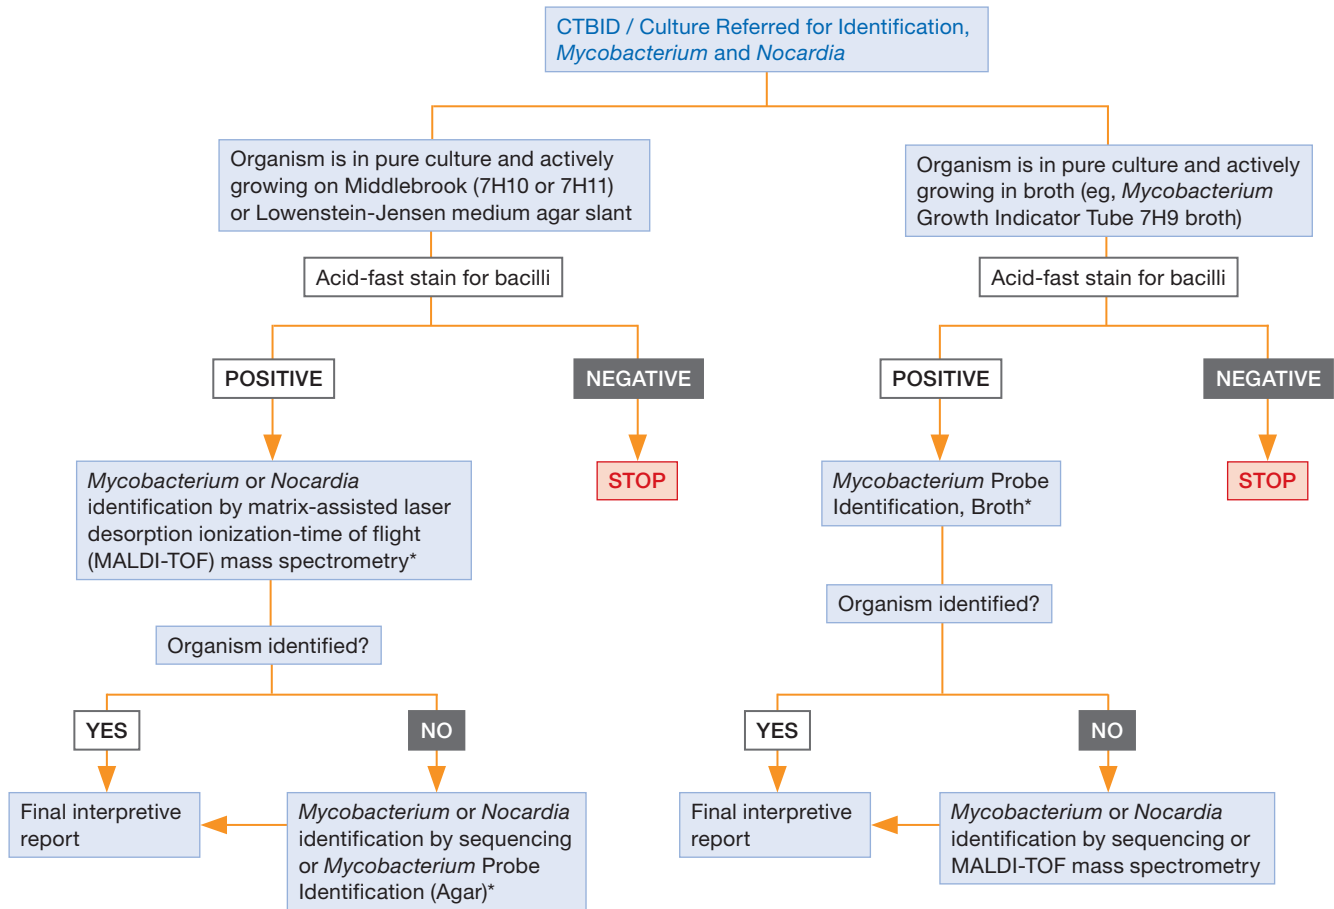 CTBID / Culture Referred for Identification,
Mycobacterium and Nocardia
Organism is in pure culture and actively
growing on Middlebrook (7H10 or 7H11)
or Lowenstein-Jensen medium agar slant
Organism is in pure culture and actively
growing in broth (eg, Mycobacterium
Growth Indicator Tube 7H9 broth)
Acid-fast stain for bacilli
Acid-fast stain for bacilli
POSITIVE
NEGATIVE
POSITIVE
NEGATIVE
Mycobacterium or Nocardia
identification by matrix-assisted laser
desorption ionization-time of flight
(MALDI-TOF) mass spectrometry*
STOP
Mycobacterium Probe
Identification, Broth*
STOP
Organism identified?
Organism identified?
YES
NO
YES
NO
Final interpretive
report
Mycobacterium or Nocardia
identification by sequencing
or Mycobacterium Probe
Identification (Agar)*
Final interpretive
report
Mycobacterium or Nocardia
identification by sequencing or
MALDI-TOF mass spectrometry